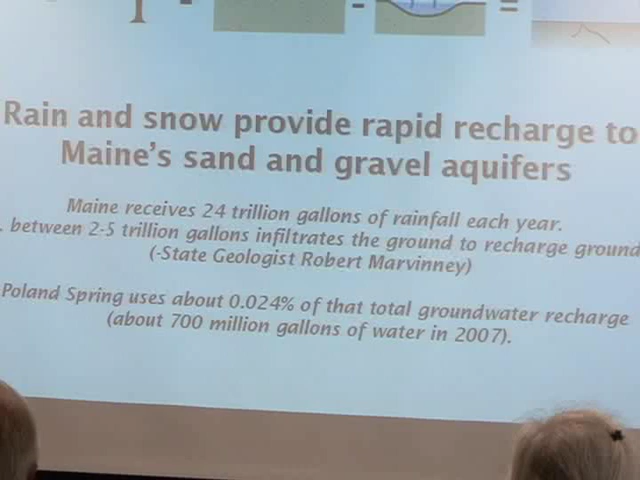 Rain and snow provide rapid recharge to
Maine's sand and gravel aquifers
Maine receives 24 trillion gallons of rainfall each year.
. between 2-5 trillion gallons infiltrates the ground to recharge ground
(-State Geologist Robert Marvinney)
Poland Spring uses about 0.024% of that total groundwater recharge
(about 700 million gallons of water in 2007).